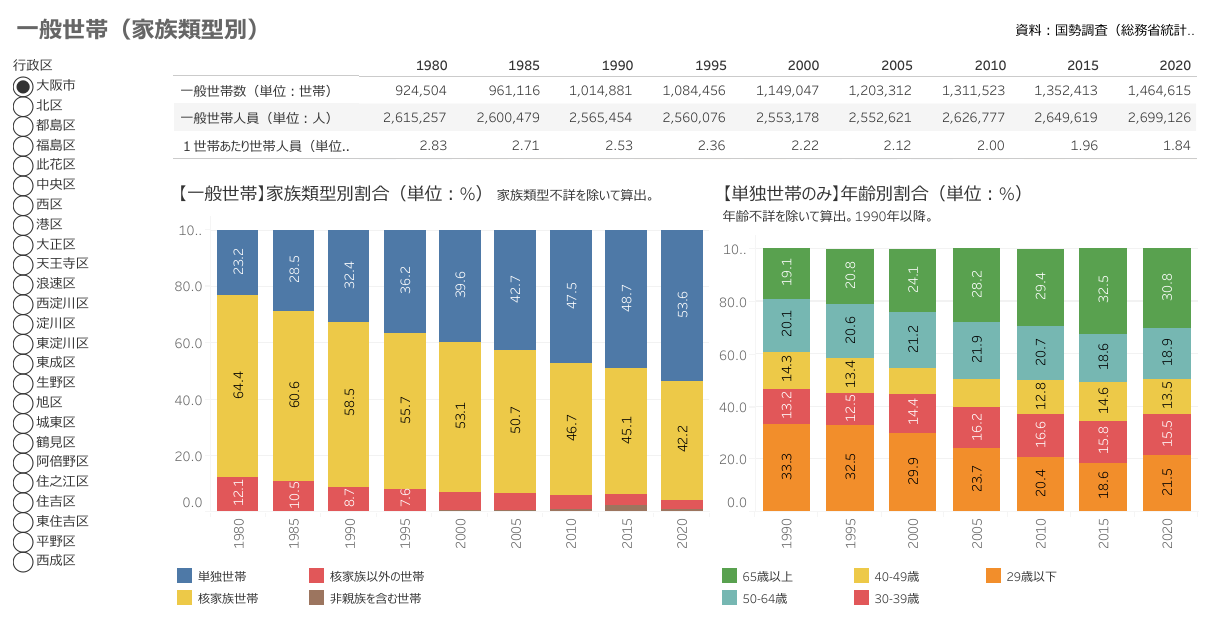 一般世帯（家族類型別）
資料：国勢調査（総務省統計..
行政区
大阪市
北区
都島区
福島区
此花区
中央区
西区
港区
大正区
天王寺区
浪速区
西淀川区
淀川区
東淀川区
東成区
生野区
旭区
城東区
鶴見区
阿倍野区
住之江区
住吉区
東住吉区
平野区
西成区
1980 1985 1990 1995 2000 2005 2010 2015 2020
一般世帯数（単位：世帯） 924,504 961,116 1,014,881 1,084,456 1,149,047 1,203,312 1,311,523 1,352,413 1,464,615
一般世帯人員（単位：人） 2,615,257 2,600,479 2,565,454 2,560,076 2,553,178 2,552,621 2,626,777 2,649,619 2,699,126
１世帯あたり世帯人員（単位.. 2.83 2.71 2.53 2.36 2.22 2.12 2.00 1.96 1.84
【一般世帯】家族類型別割合（単位：%） 家族類型不詳を除いて算出。
10..
80.0
60.0
40.0
20.0
0.0
23.2 28.5 32.4 36.2 39.6 42.7 47.5 48.7 53.6
64.4 60.6 58.5 55.7 53.1 50.7 46.7 45.1 42.2
12.1 10.5 8.7 7.6
1980 1985 1990 1995 2000 2005 2010 2015 2020
単独世帯 核家族以外の世帯
核家族世帯 非親族を含む世帯
【単独世帯のみ】年齢別割合（単位：%）
年齢不詳を除いて算出。1990年以降。
10..
80.0
60.0
40.0
20.0
0.0
19.1 20.8 24.1 28.2 29.4 32.5 30.8
20.1 20.6 21.2 21.9 20.7 18.6 18.9
14.3 13.4 12.8 14.6 13.5
13.2 12.5 14.4 16.2 16.6 15.8 15.5
33.3 32.5 29.9 23.7 20.4 18.6 21.5
1990 1995 2000 2005 2010 2015 2020
65歳以上 40-49歳 29歳以下
50-64歳 30-39歳